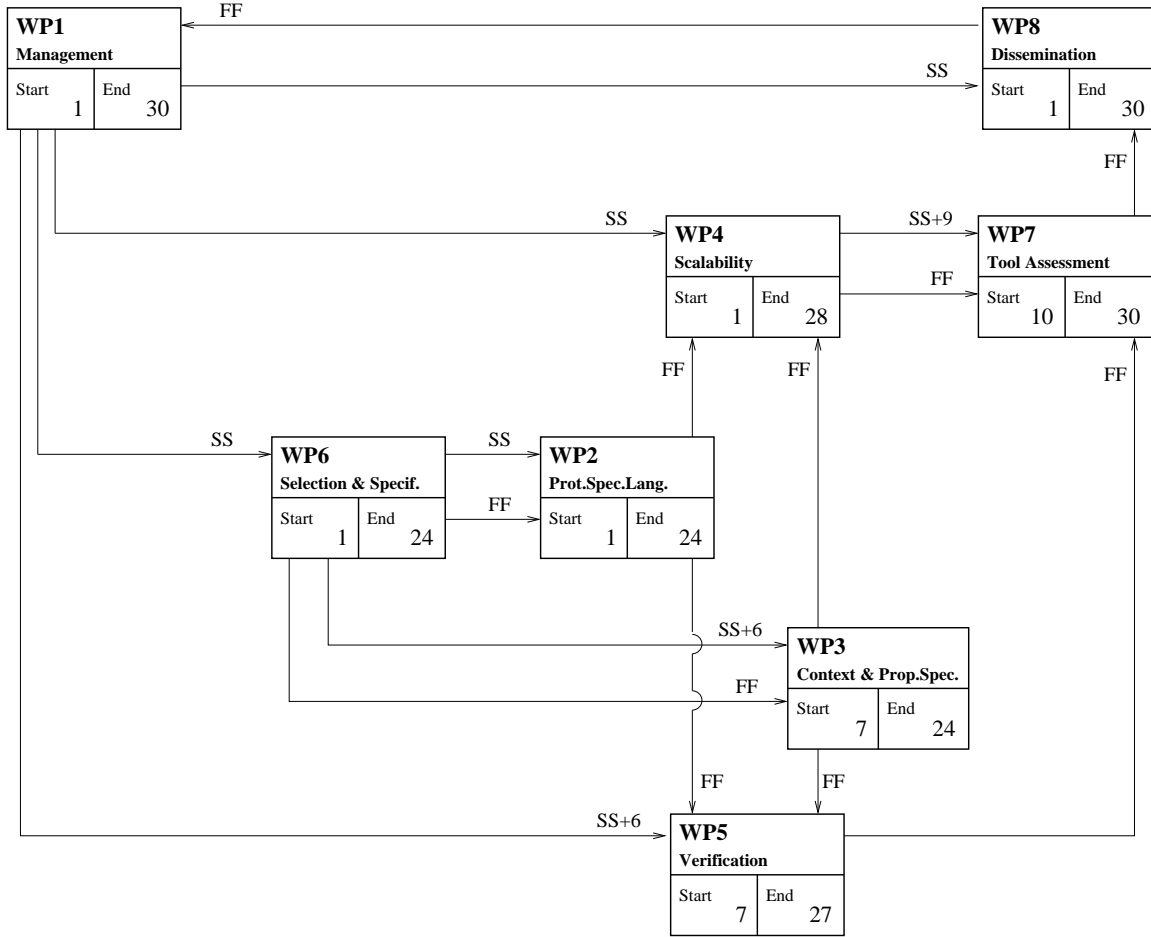 FF
WP1
Management
Start
1
End
30
WP8
Dissemination
Start
1
End
30
SS
FF
SS
WP4
Scalability
Start
1
End
28
SS+9
FF
WP7
Tool Assessment
Start
10
End
30
FF
FF
FF
SS
WP6
Selection & Specif.
Start
1
End
24
SS
FF
WP2
Prot.Spec.Lang.
Start
1
End
24
SS+6
FF
WP3
Context & Prop.Spec.
Start
7
End
24
FF
FF
SS+6
WP5
Verification
Start
7
End
27